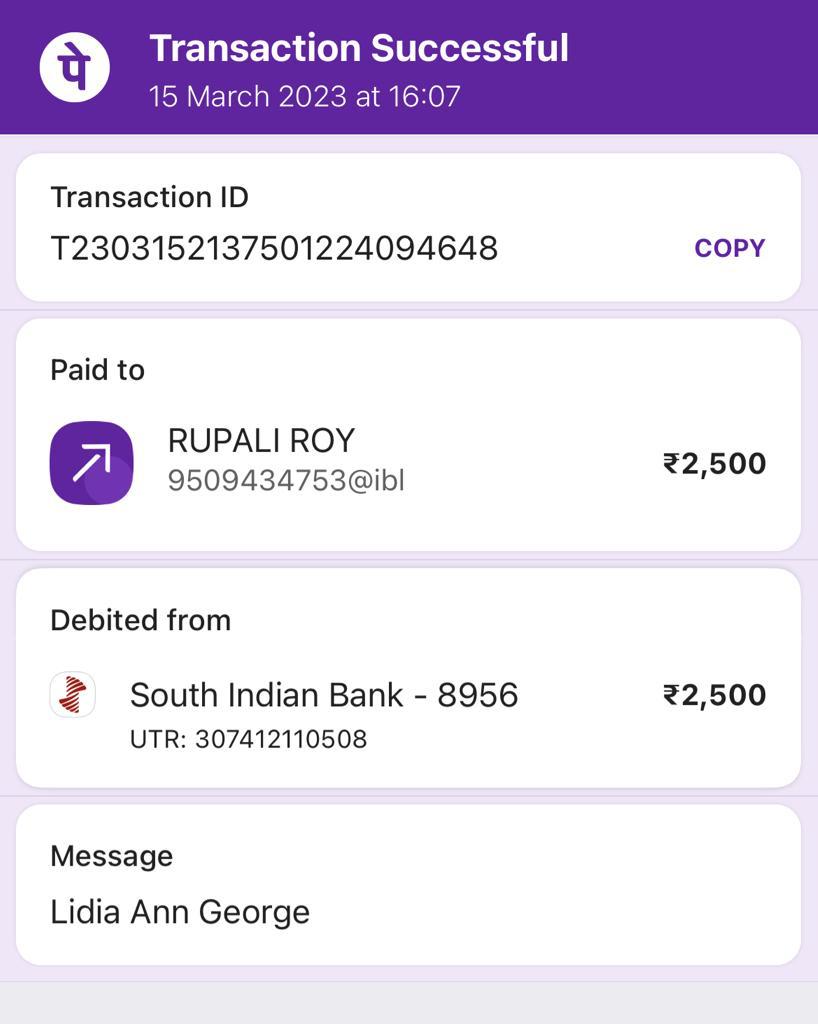 पे
Transaction Successful
15 March 2023 at 16:07
Transaction ID
T2303152137501224094648
COPY
Paid to
RUPALI ROY
9509434753@ibl
₹2,500
Debited from
South Indian Bank - 8956
₹2,500
UTR: 307412110508
Message
Lidia Ann George